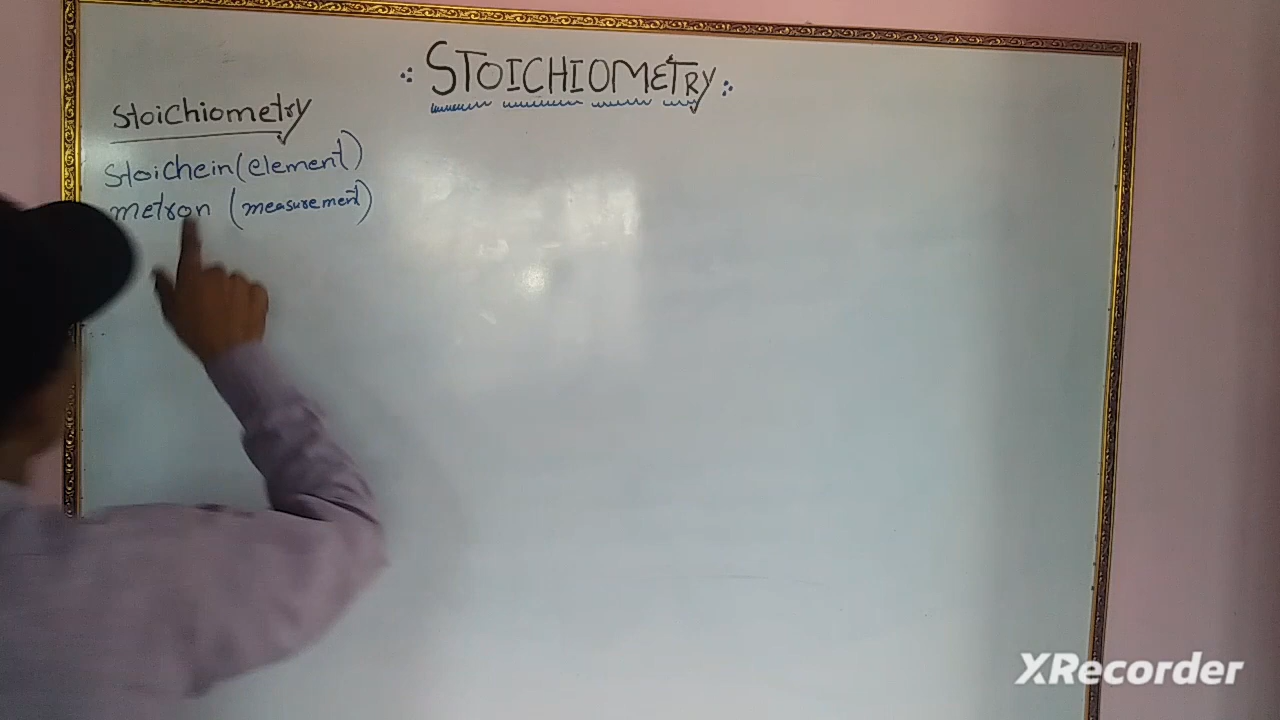 STOICHIOMETRY
Stoichiometry
Stoichein (element)
metron (measurement)
XRecorder